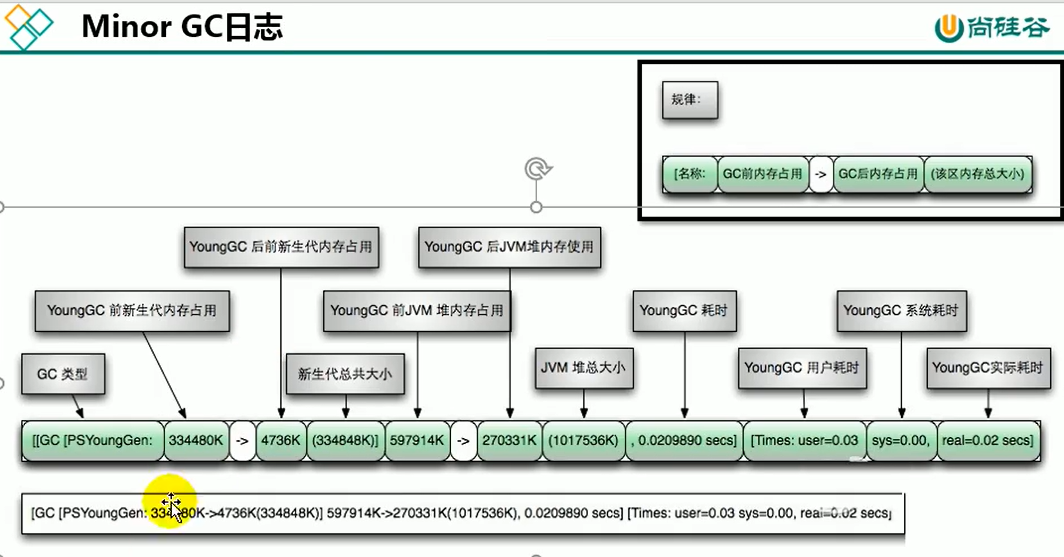 Minor GC日志
尚硅谷
规律:
[名称: GC前内存占用 -> GC后内存占用 (该区内存总大小)
YoungGC 后前新生代内存占用
YoungGC 后JVM堆内存使用
YoungGC 前新生代内存占用
YoungGC 前JVM 堆内存占用
YoungGC 耗时
YoungGC 系统耗时
GC 类型
新生代总共大小
JVM 堆总大小
YoungGC 用户耗时
YoungGC实际耗时
[[GC [PSYoungGen: 334480K -> 4736K (334848K)] 597914K -> 270331K (1017536K) , 0.0209890 secs] [Times: user=0.03 sys=0.00, real=0.02 secs]
[GC [PSYoungGen: 334480K->4736K(334848K)] 597914K->270331K(1017536K), 0.0209890 secs] [Times: user=0.03 sys=0.00, real=0.02 secs]